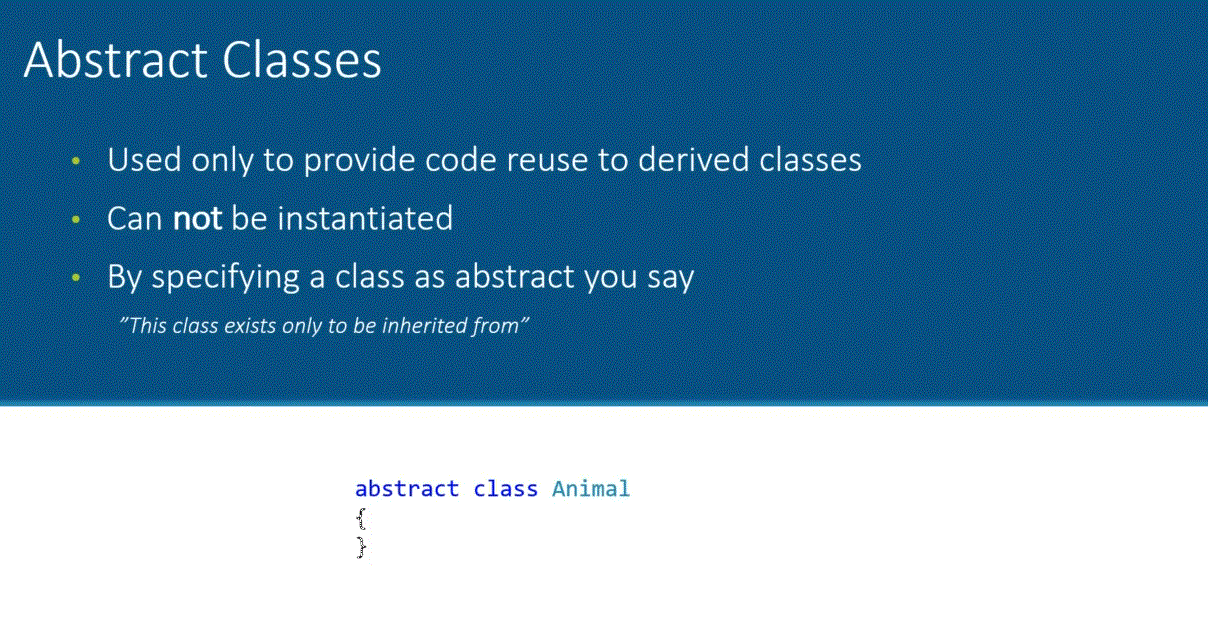 Abstract Classes
• Used only to provide code reuse to derived classes
• Can not be instantiated
• By specifying a class as abstract you say
”This class exists only to be inherited from”
abstract class Animal
{
}